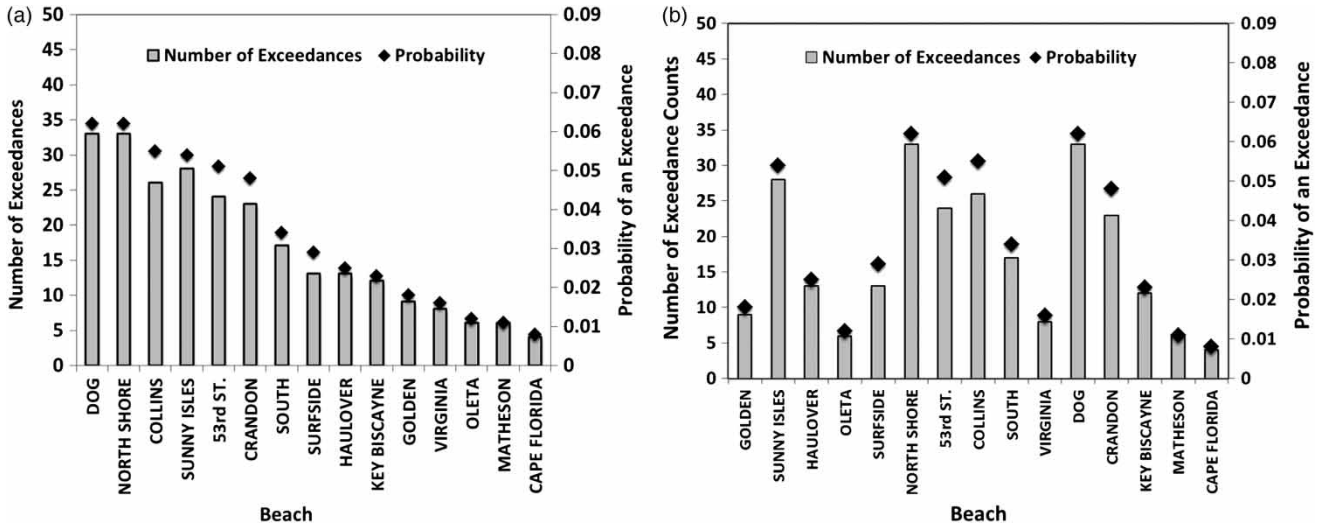 (a)
Number of Exceedances
50
45
40
35
30
25
20
15
10
5
0
Number of Exceedances
Probability
0.09
0.08
0.07
0.06
0.05
0.04
0.03
0.02
0.01
0
Probability of an Exceedance
DOG
NORTH SHORE
COLLINS
SUNNY ISLES
53rd ST.
CRANDON
SOUTH
SURFSIDE
HAULOVER
KEY BISCAYNE
GOLDEN
VIRGINIA
OLETA
MATHESON
CAPE FLORIDA
Beach
(b)
Number of Exceedance Counts
50
45
40
35
30
25
20
15
10
5
0
Number of Exceedances
Probability
0.09
0.08
0.07
0.06
0.05
0.04
0.03
0.02
0.01
0
Probability of an Exceedance
GOLDEN
SUNNY ISLES
HAULOVER
OLETA
SURFSIDE
NORTH SHORE
53rd ST.
COLLINS
SOUTH
VIRGINIA
DOG
CRANDON
KEY BISCAYNE
MATHESON
CAPE FLORIDA
Beach